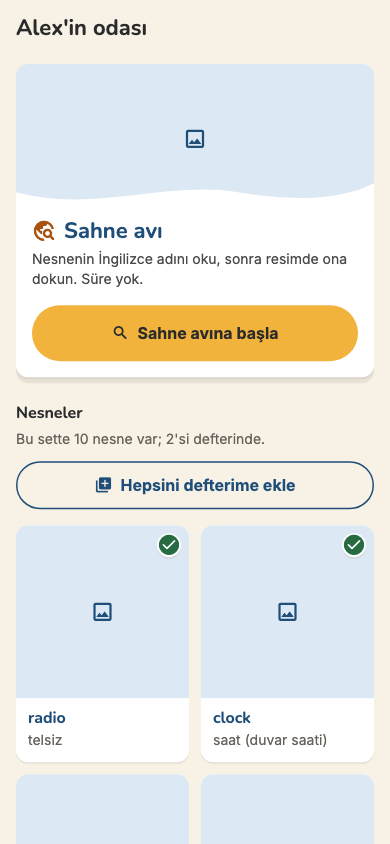 Alex'in odası
Sahne avı
Nesnenin İngilizce adını oku, sonra resimde ona
dokun. Süre yok.
Sahne avına başla
Nesneler
Bu sette 10 nesne var; 2'si defterinde.
Hepsini defterime ekle
radio
telsiz
clock
saat (duvar saati)